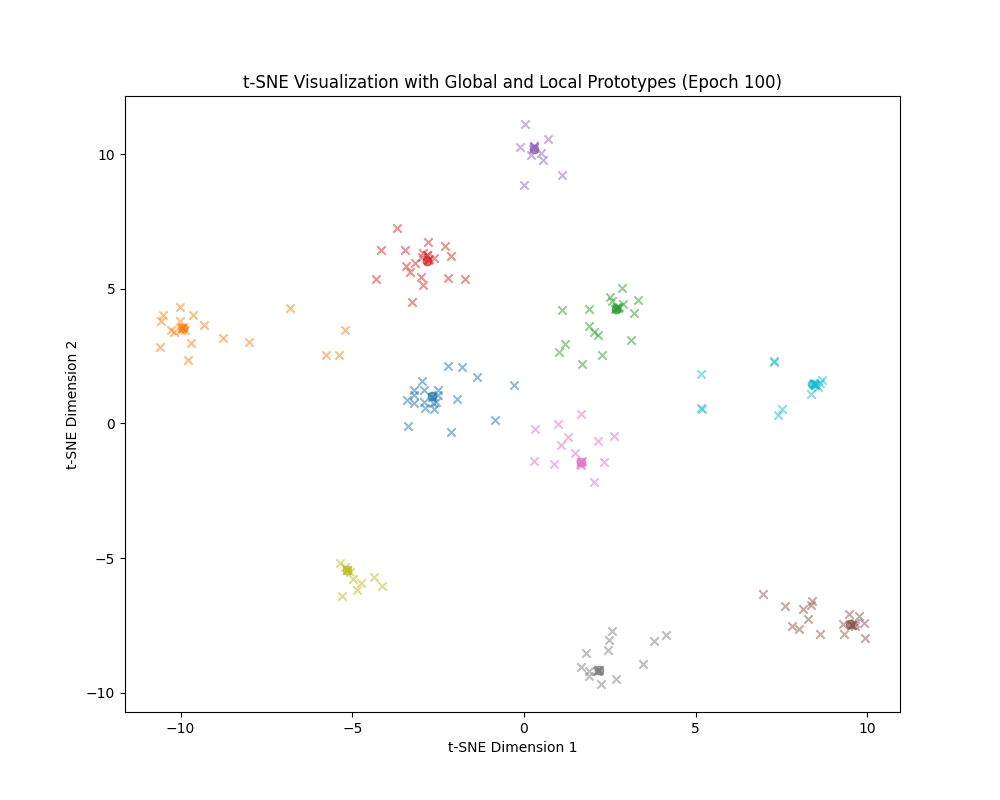 t-SNE Visualization with Global and Local Prototypes (Epoch 100)
10
5
0
−5
−10
t-SNE Dimension 2
−10 −5 0 5 10
t-SNE Dimension 1